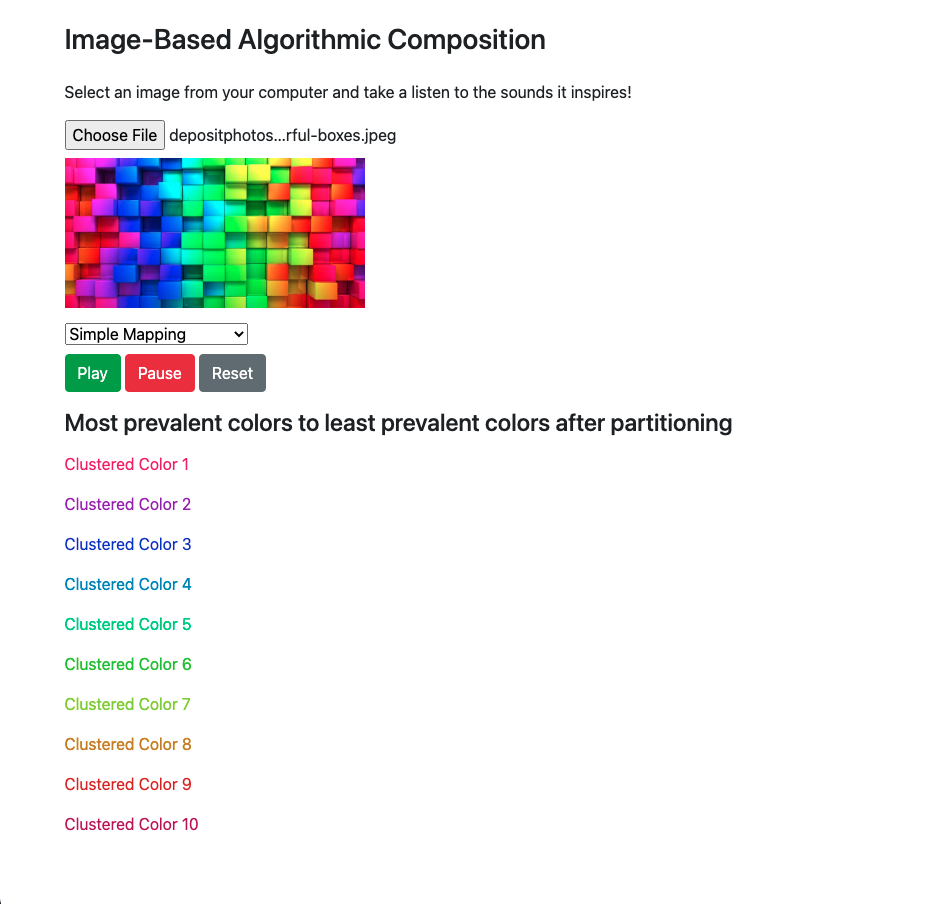 Image-Based Algorithmic Composition
Select an image from your computer and take a listen to the sounds it inspires!
Choose File depositphotos...rful-boxes.jpeg
Simple Mapping
Play Pause Reset
Most prevalent colors to least prevalent colors after partitioning
Clustered Color 1
Clustered Color 2
Clustered Color 3
Clustered Color 4
Clustered Color 5
Clustered Color 6
Clustered Color 7
Clustered Color 8
Clustered Color 9
Clustered Color 10